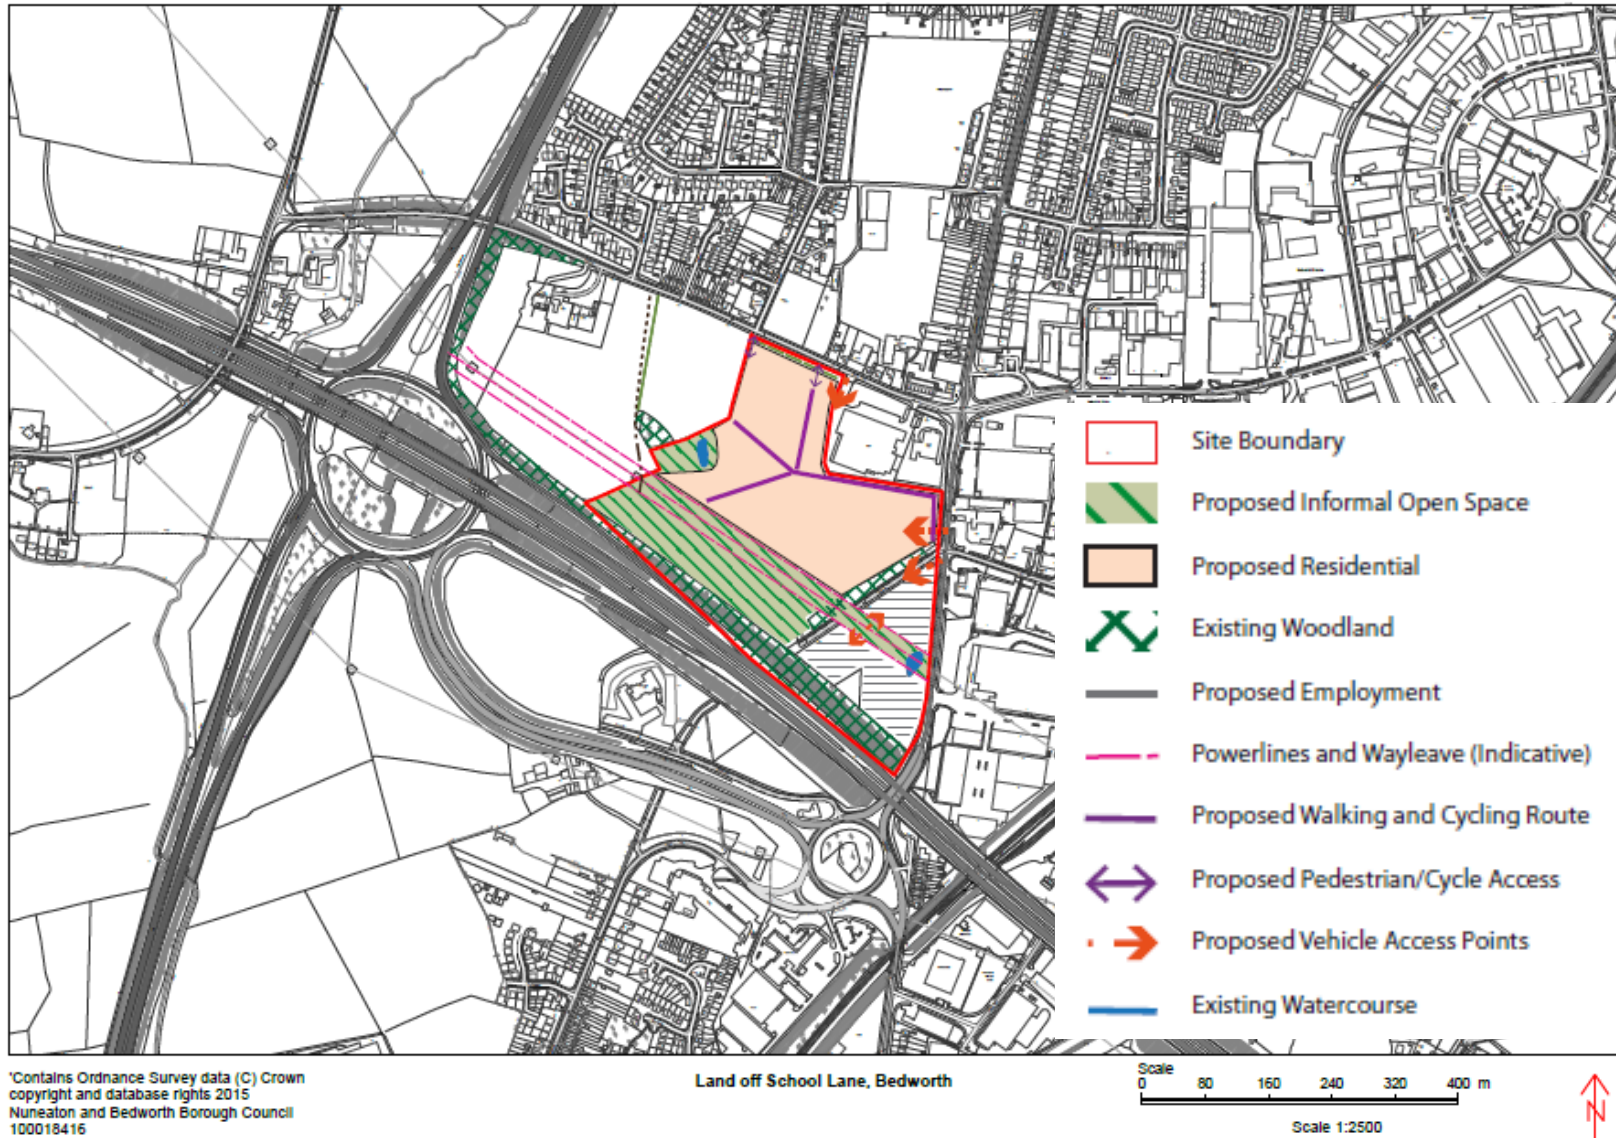 Site Boundary
Proposed Informal Open Space
Proposed Residential
Existing Woodland
Proposed Employment
Powerlines and Wayleave (Indicative)
Proposed Walking and Cycling Route
Proposed Pedestrian/Cycle Access
Proposed Vehicle Access Points
Existing Watercourse
'Contains Ordnance Survey data (C) Crown
copyright and database rights 2015
Nuneaton and Bedworth Borough Council
100018416
Land off School Lane, Bedworth
Scale
0 80 160 240 320 400 m
Scale 1:2500
N